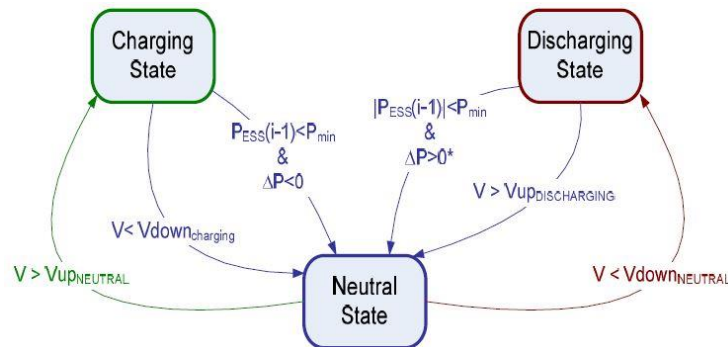 Charging
State
Discharging
State
P_ESS(i-1)<P_min
&
ΔP<0
|P_ESS(i-1)|<P_min
&
ΔP>0*
V< Vdown_charging
V > Vup_DISCHARGING
V > Vup_NEUTRAL
Neutral
State
V < Vdown_NEUTRAL